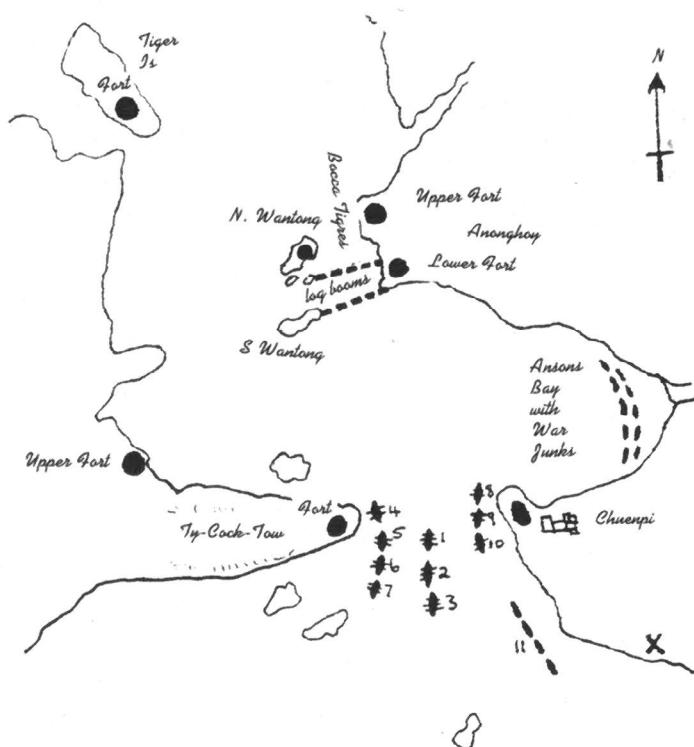 Tiger
Is
Fort
N
Bocca Tigres
Upper Fort
N. Wantong
Anonghoy
Lower Fort
log booms
S Wantong
Ansons
Bay
with
War
Junks
Upper Fort
Fort
Ty-Cock-Tow
4
5
6
7
1
2
3
8
9
10
Chuenpi
11
X